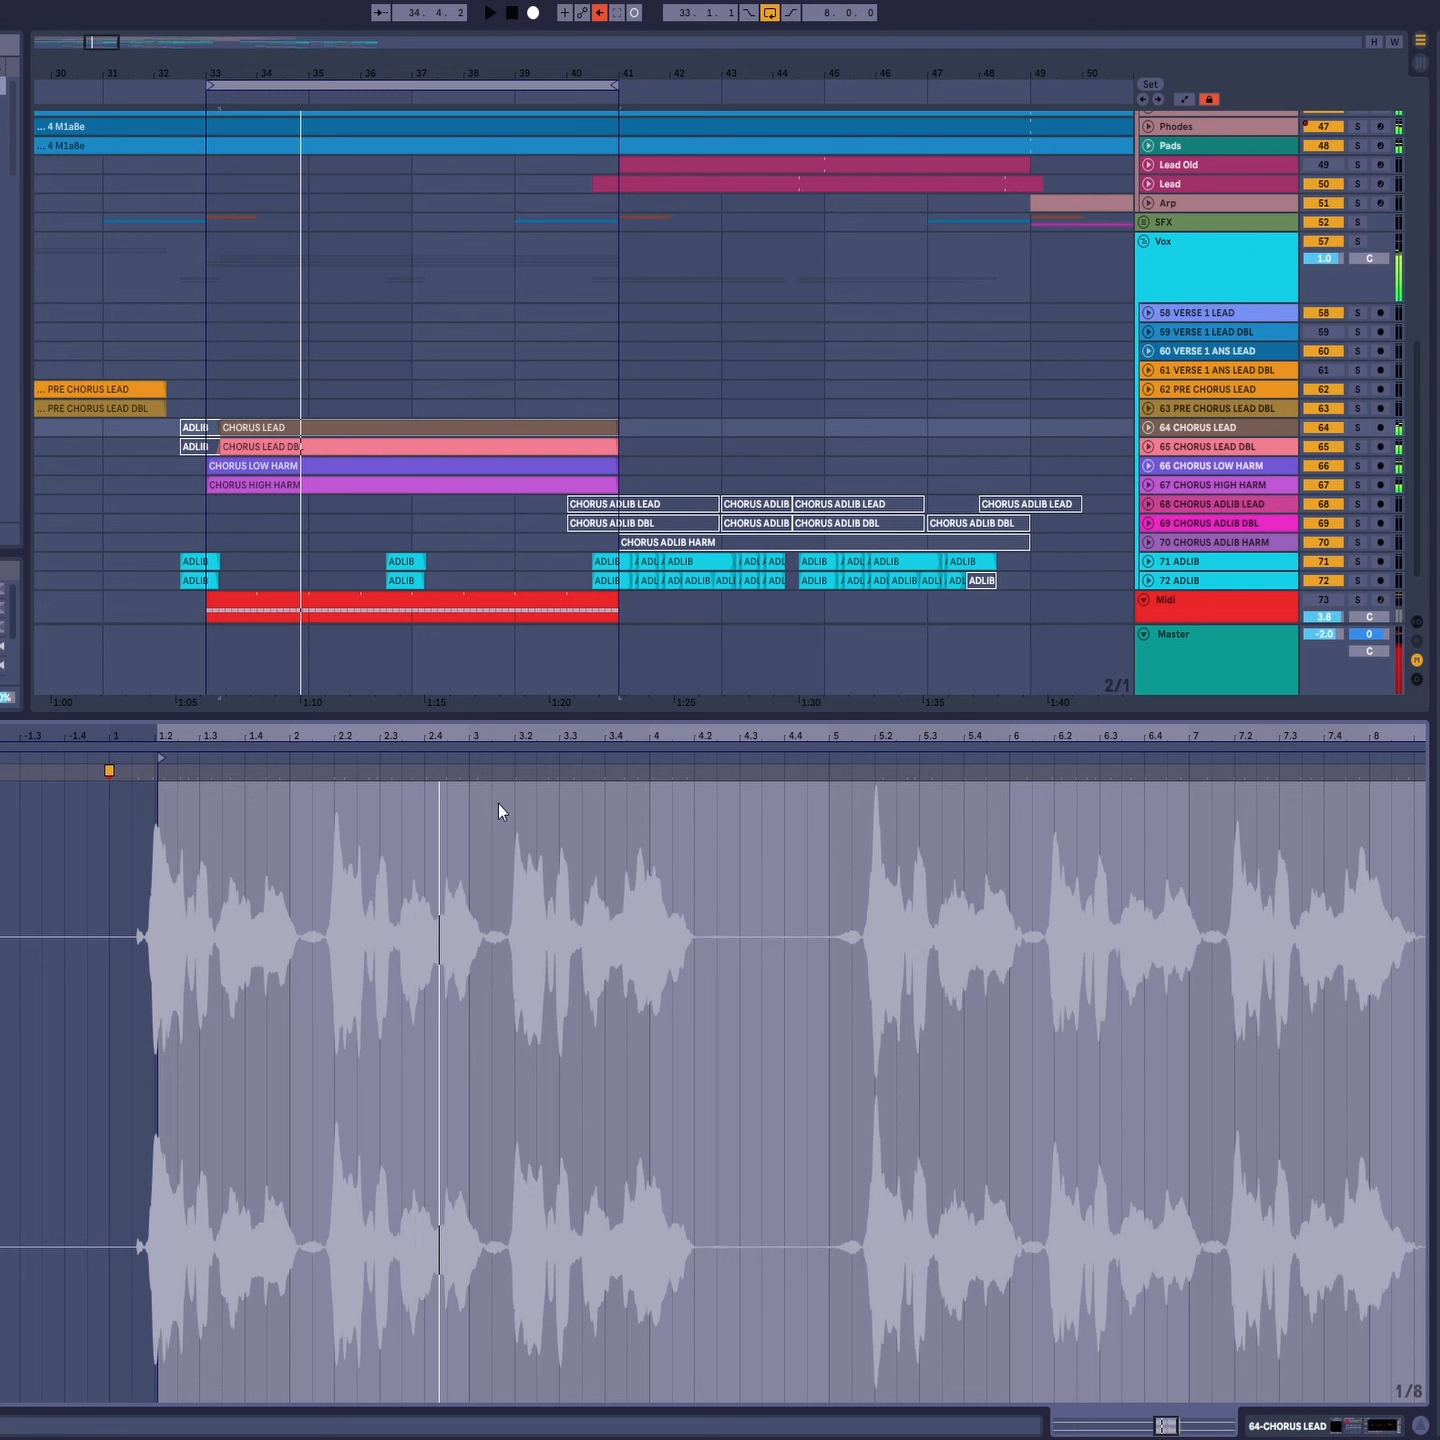 34. 4. 2
33. 1. 1
8. 0. 0
H W
30 31 32 33 34 35 36 37 38 39 40 41 42 43 44 45 46 47 48 49 50
Set
... 4 M1aBe
Phodes 47 S
... 4 M1aBe
Pads 48 S
Lead Old 49 S
Lead 50 S
Arp 51 S
SFX 52 S
Vox 57 S
1.0 C
58 VERSE 1 LEAD 58 S
59 VERSE 1 LEAD DBL 59 S
60 VERSE 1 ANS LEAD 60 S
61 VERSE 1 ANS LEAD DBL 61 S
... PRE CHORUS LEAD
62 PRE CHORUS LEAD 62 S
... PRE CHORUS LEAD DBL
63 PRE CHORUS LEAD DBL 63 S
ADLIB CHORUS LEAD
64 CHORUS LEAD 64 S
ADLIB CHORUS LEAD DB
65 CHORUS LEAD DBL 65 S
CHORUS LOW HARM
66 CHORUS LOW HARM 66 S
CHORUS HIGH HARM
67 CHORUS HIGH HARM 67 S
CHORUS ADLIB LEAD CHORUS ADLIB CHORUS ADLIB LEAD CHORUS ADLIB LEAD
68 CHORUS ADLIB LEAD 68 S
CHORUS ADLIB DBL CHORUS ADLIB CHORUS ADLIB DBL CHORUS ADLIB DBL
69 CHORUS ADLIB DBL 69 S
CHORUS ADLIB HARM
70 CHORUS ADLIB HARM 70 S
ADLIB ADLIB ADLIB A ADL A ADLIB ADL A ADL ADLIB A ADL A ADLIB ADLIB
71 ADLIB 71 S
ADLIB ADLIB ADLIB A ADL A ADLIB ADL A ADL ADLIB A ADL A ADLIB ADL ADL ADLIB
72 ADLIB 72 S
Midi 73 S
3.6 C
Master -2.0 0
C
2/1
0%
1:00 1:05 1:10 1:15 1:20 1:25 1:30 1:35 1:40
-1.3 -1.4 1 1.2 1.3 1.4 2 2.2 2.3 2.4 3 3.2 3.3 3.4 4 4.2 4.3 4.4 5 5.2 5.3 5.4 6 6.2 6.3 6.4 7 7.2 7.3 7.4 8
1/8
64-CHORUS LEAD